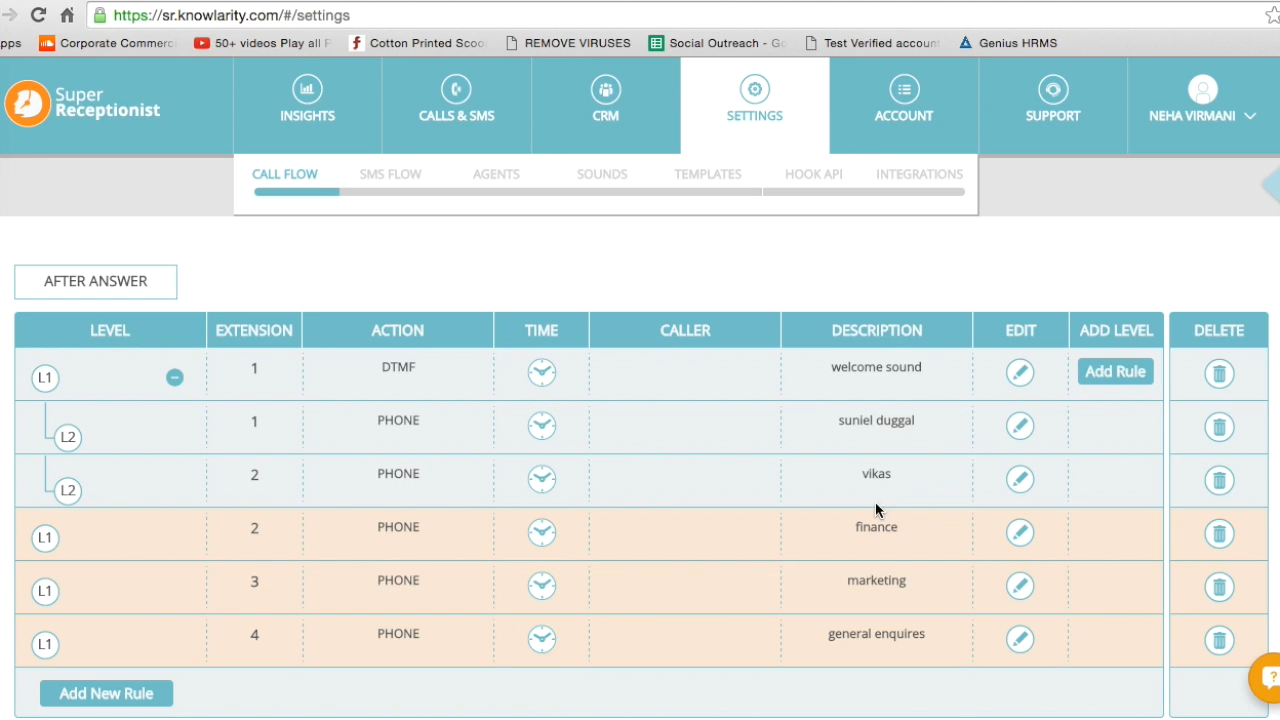 https://sr.knowlarity.com/#/settings
pps Corporate Commerc 50+ videos Play all P Cotton Printed Scoo REMOVE VIRUSES Social Outreach - Go Test Verified account Genius HRMS
Super
Receptionist
INSIGHTS CALLS & SMS CRM SETTINGS ACCOUNT SUPPORT NEHA VIRMANI
CALL FLOW SMS FLOW AGENTS SOUNDS TEMPLATES HOOK API INTEGRATIONS
AFTER ANSWER
LEVEL EXTENSION ACTION TIME CALLER DESCRIPTION EDIT ADD LEVEL DELETE
L1 1 DTMF welcome sound Add Rule
L2 1 PHONE suniel duggal
L2 2 PHONE vikas
L1 2 PHONE finance
L1 3 PHONE marketing
L1 4 PHONE general enquires
Add New Rule
?